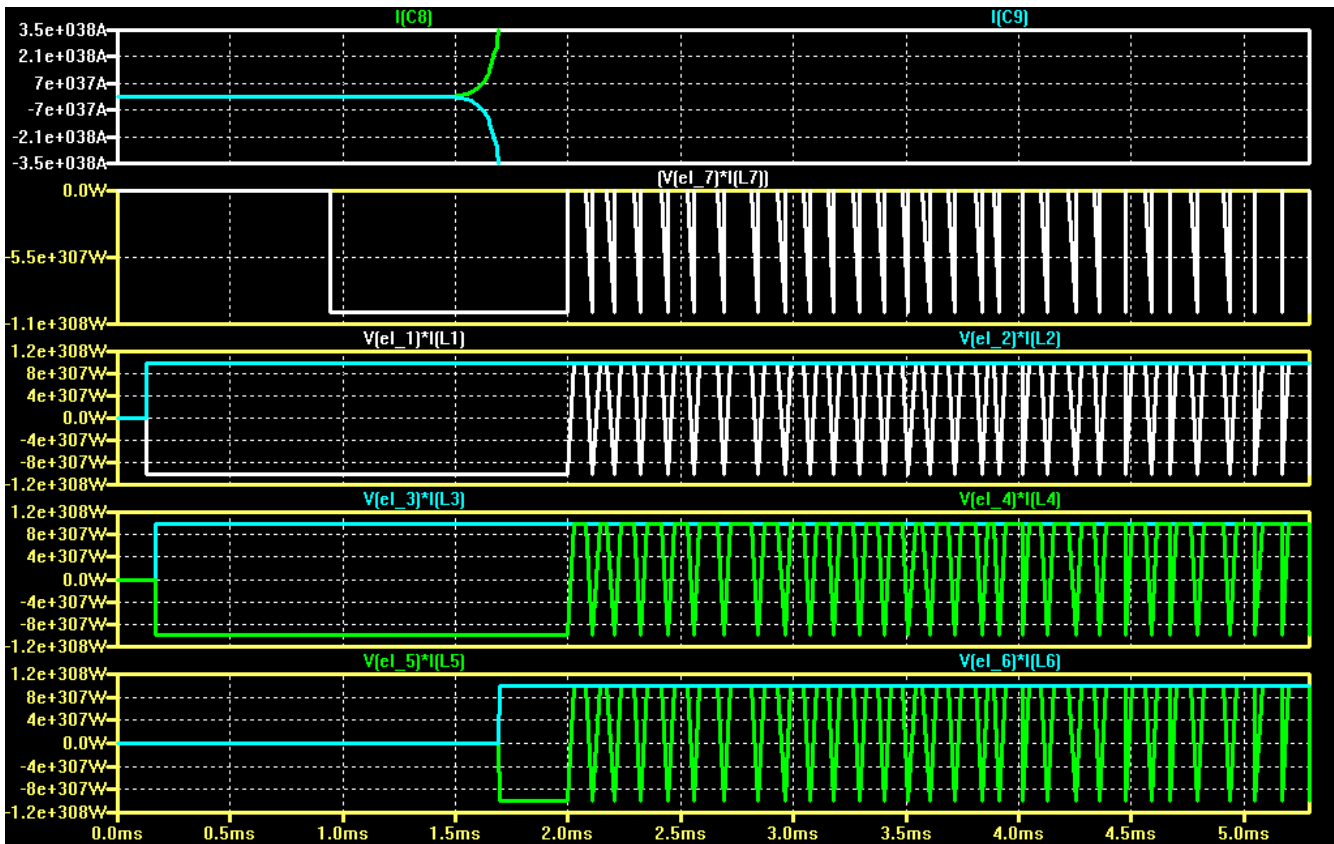 I(C8) I(C9)
3.5e+038A
2.1e+038A
7e+037A
-7e+037A
-2.1e+038A
-3.5e+038A
(V(el_7)*I(L7))
0.0W
-5.5e+307W
-1.1e+308W
V(el_1)*I(L1) V(el_2)*I(L2)
1.2e+308W
8e+307W
4e+307W
0.0W
-4e+307W
-8e+307W
-1.2e+308W
V(el_3)*I(L3) V(el_4)*I(L4)
1.2e+308W
8e+307W
4e+307W
0.0W
-4e+307W
-8e+307W
-1.2e+308W
V(el_5)*I(L5) V(el_6)*I(L6)
1.2e+308W
8e+307W
4e+307W
0.0W
-4e+307W
-8e+307W
-1.2e+308W
0.0ms 0.5ms 1.0ms 1.5ms 2.0ms 2.5ms 3.0ms 3.5ms 4.0ms 4.5ms 5.0ms